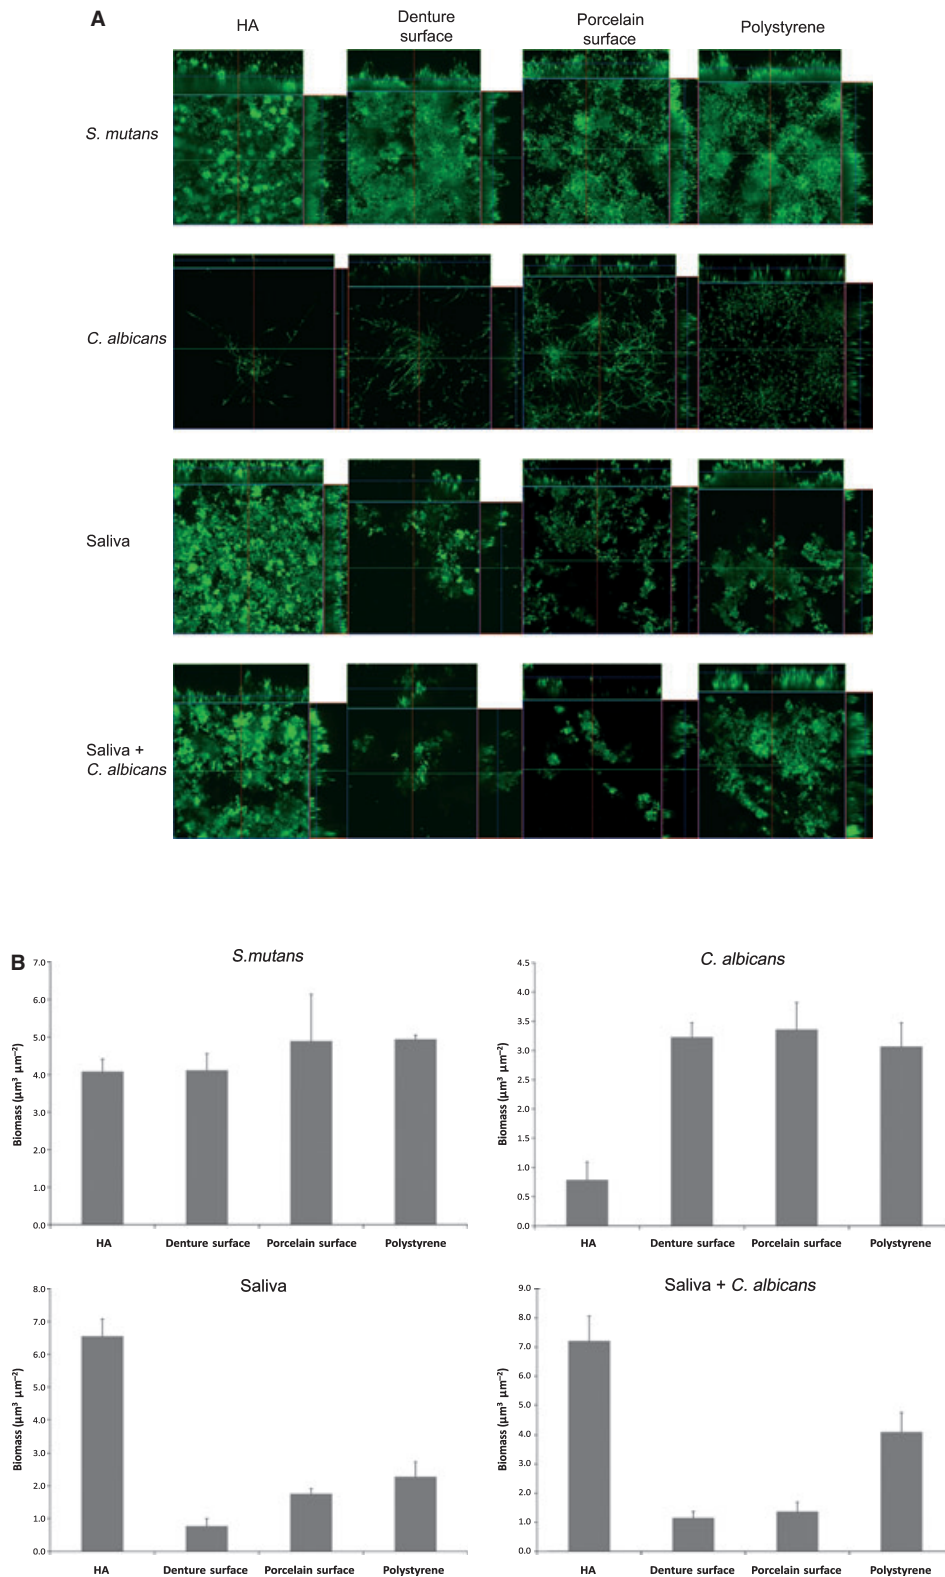 A
HA
Denture
surface
Porcelain
surface
Polystyrene
S. mutans
C. albicans
Saliva
Saliva +
C. albicans
B
S.mutans
7.0
6.0
5.0
4.0
3.0
2.0
1.0
0.0
Biomass (µm³ µm⁻²)
HA Denture surface Porcelain surface Polystyrene
C. albicans
4.5
4.0
3.5
3.0
2.5
2.0
1.5
1.0
0.5
0.0
Biomass (µm³ µm⁻²)
HA Denture surface Porcelain surface Polystyrene
Saliva
8.0
7.0
6.0
5.0
4.0
3.0
2.0
1.0
0.0
Biomass (µm³ µm⁻²)
HA Denture surface Porcelain surface Polystyrene
Saliva + C. albicans
9.0
8.0
7.0
6.0
5.0
4.0
3.0
2.0
1.0
0.0
Biomass (µm³ µm⁻²)
HA Denture surface Porcelain surface Polystyrene